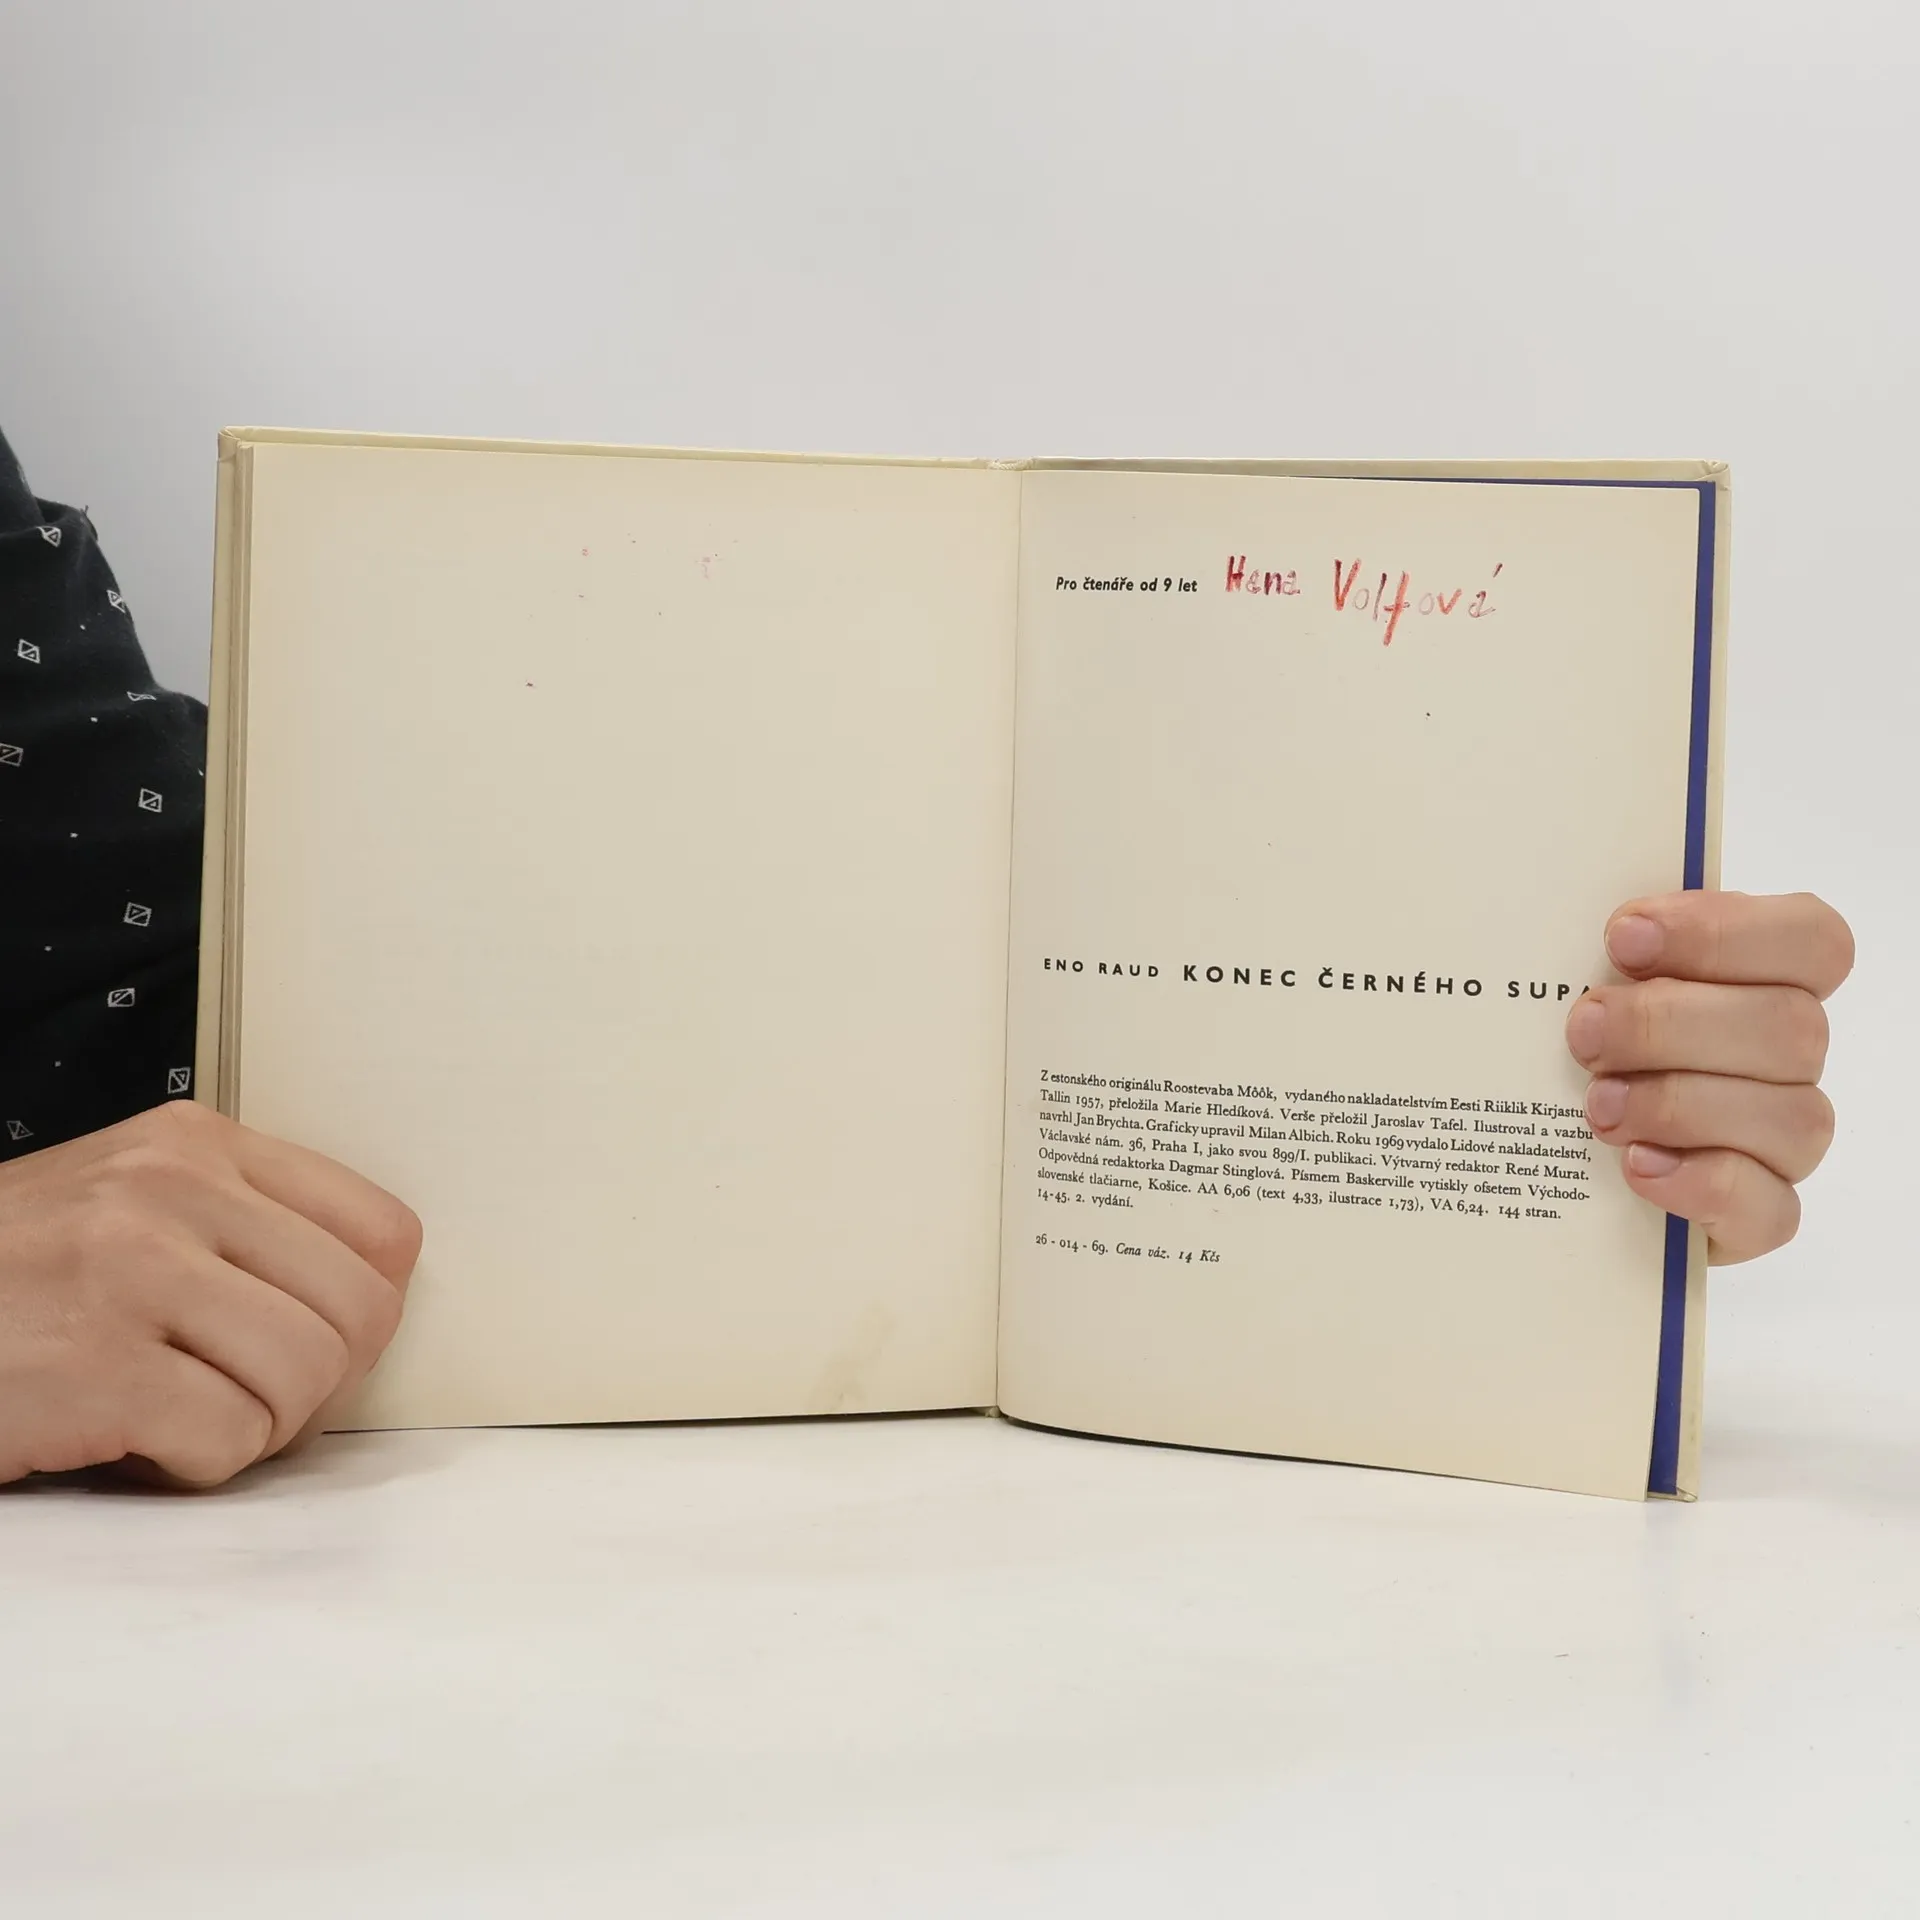 Pro čtenáře od 9 let Hana Volfová
ENO RAUD KONEC ČERNÉHO SUPA
Z estonského originálu Roostevaba Môôk, vydaného nakladatelstvím Eesti Riiklik Kirjastus
Tallin 1957, přeložila Marie Hledíková. Verše přeložil Jaroslav Tafel. Ilustroval a vazbu
navrhl Jan Brychta. Graficky upravil Milan Albich. Roku 1969 vydalo Lidové nakladatelství,
Václavské nám. 36, Praha I, jako svou 899/I. publikaci. Výtvarný redaktor René Murat.
Odpovědná redaktorka Dagmar Stinglová. Písmem Baskerville vytiskly ofsetem Východo-
slovenské tlačiarne, Košice. AA 6,06 (text 4,33, ilustrace 1,73), VA 6,24. 144 stran.
14-45. 2. vydání.
26 - 014 - 69. Cena váz. 14 Kčs